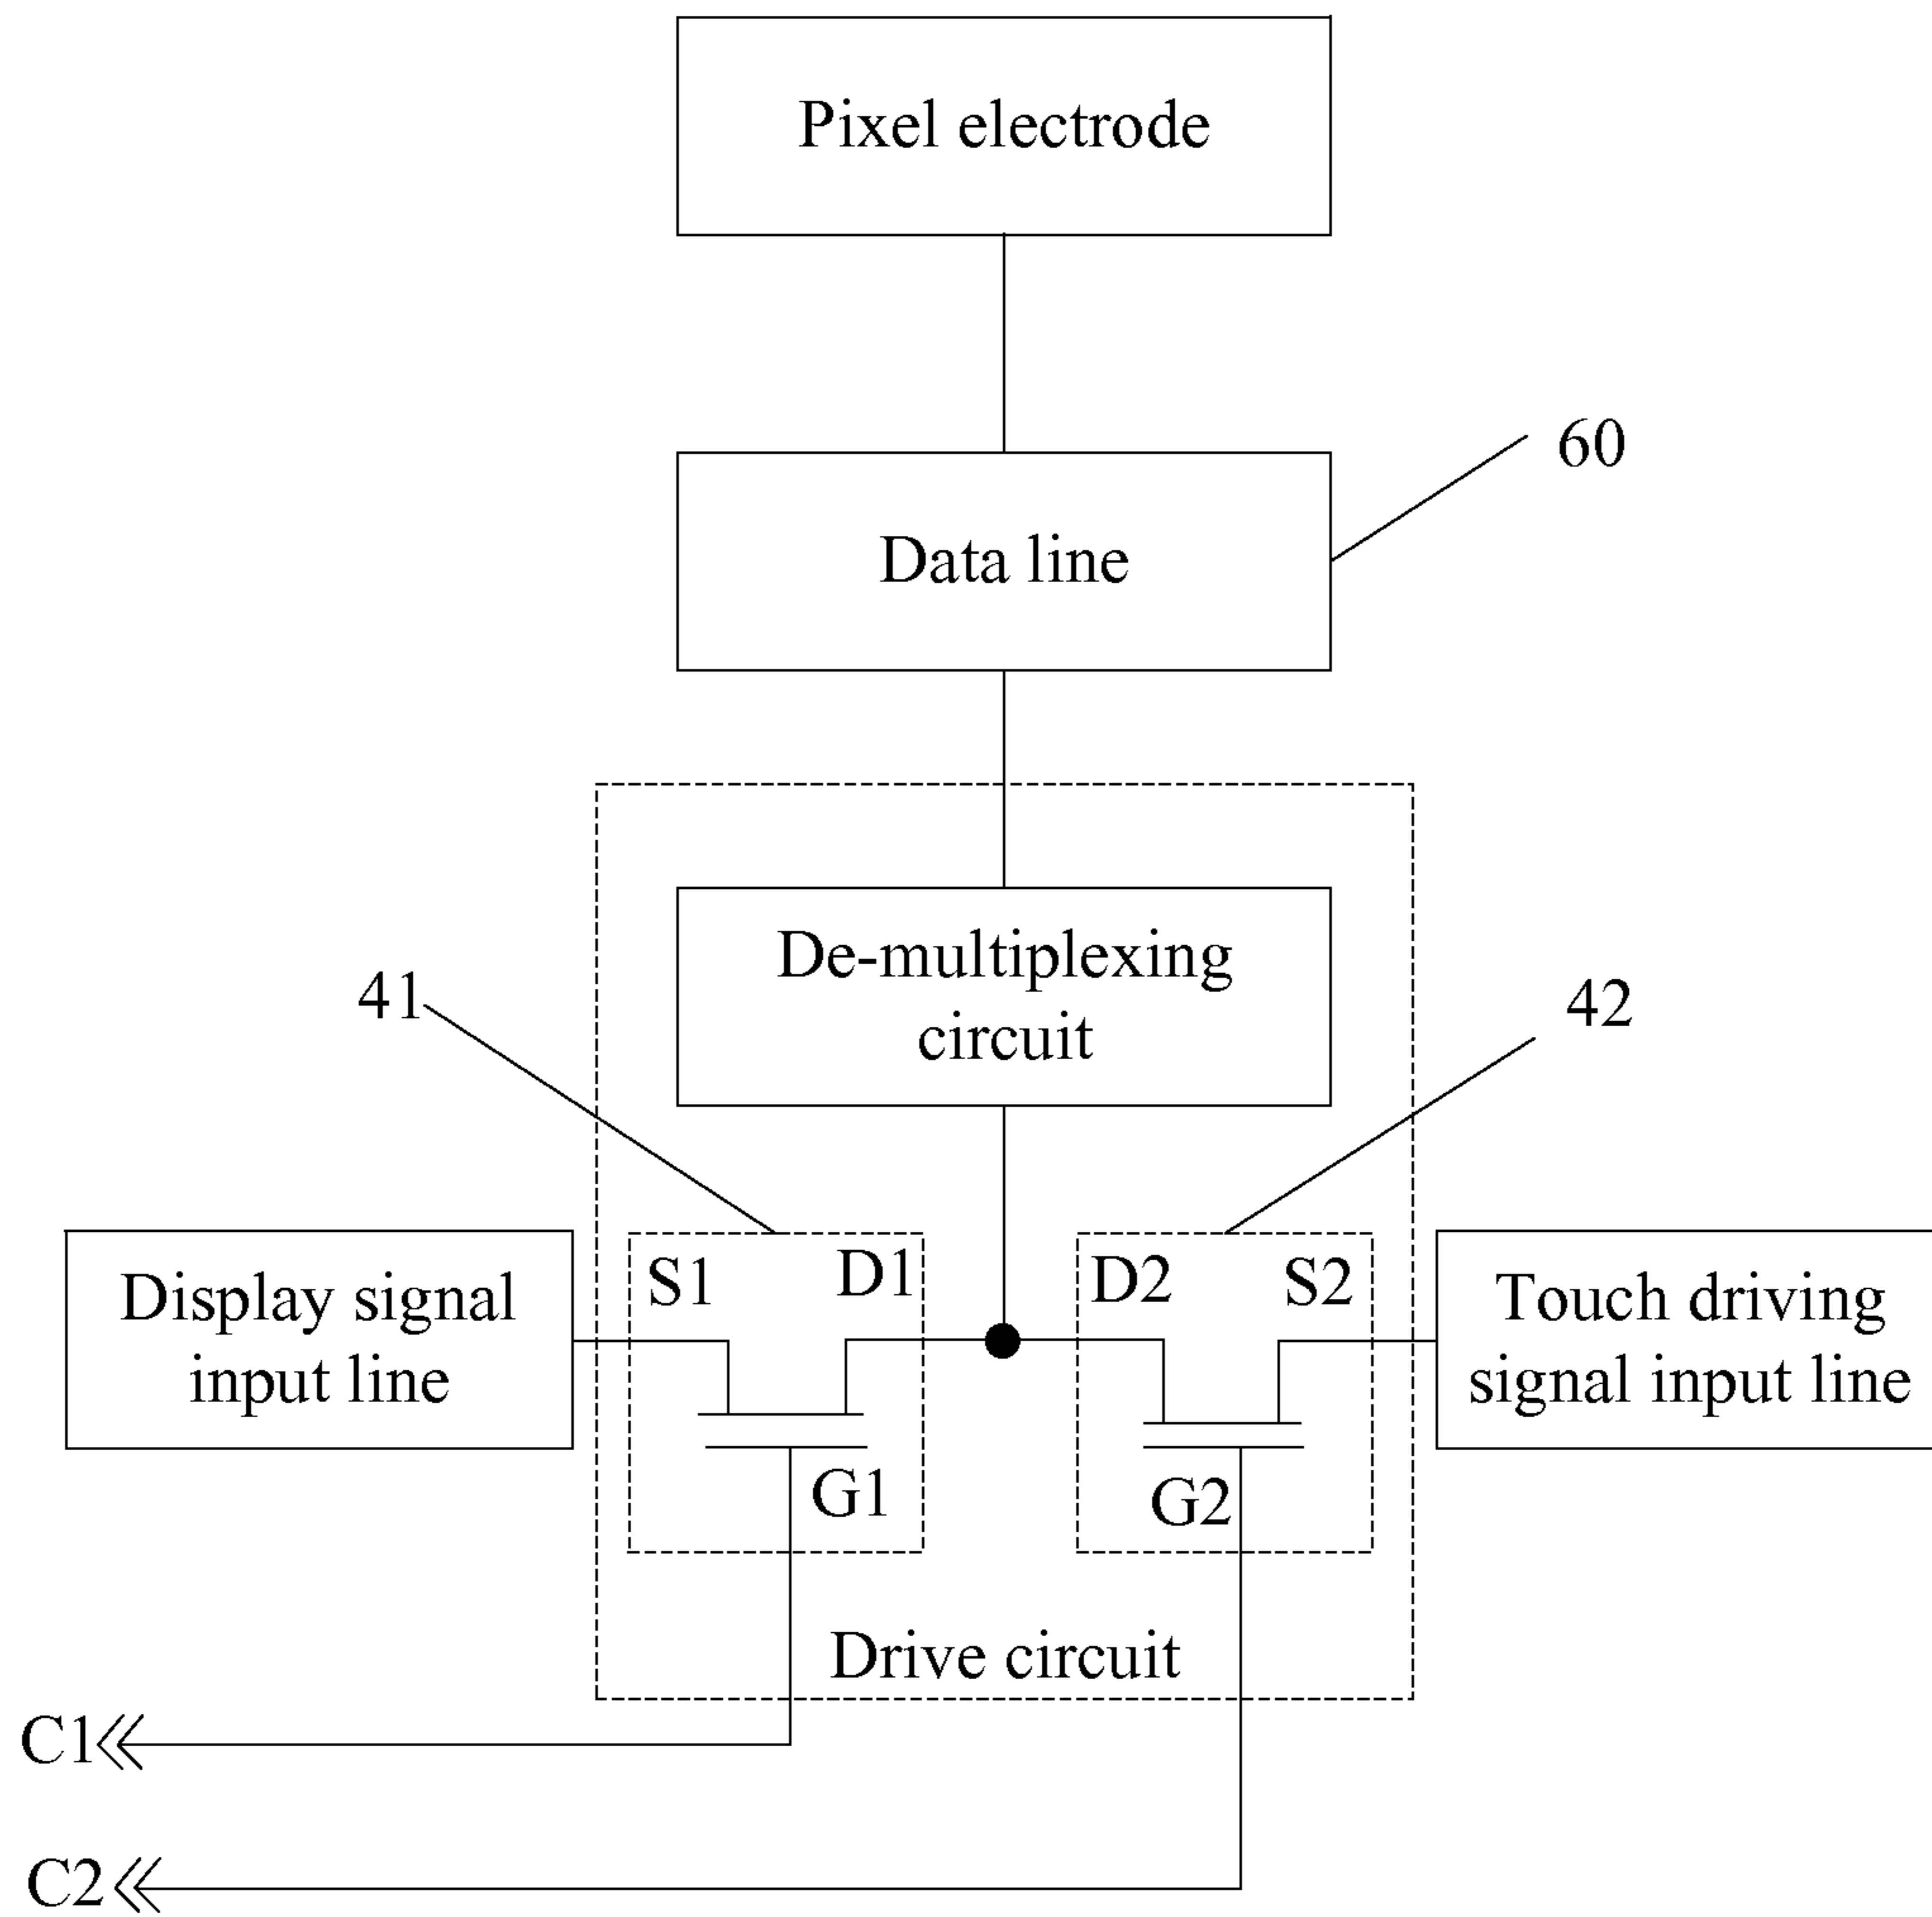 Pixel electrode
60
Data line
De-multiplexing
circuit
41
42
S1
D1
D2
S2
Display signal
input line
Touch driving
signal input line
G1
G2
Drive circuit
C1
C2